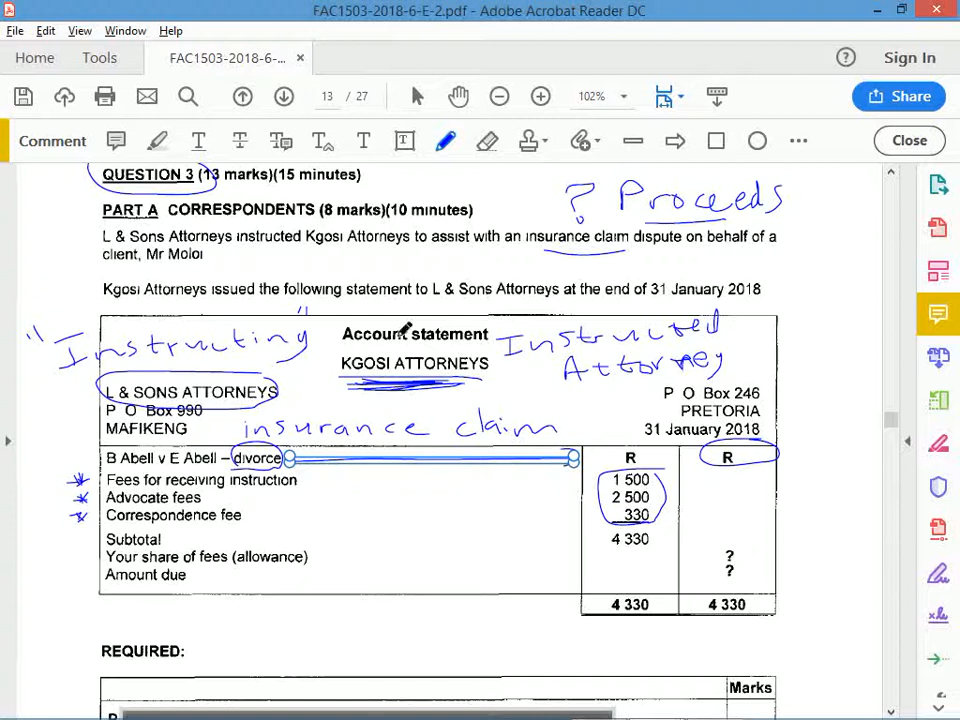 FAC1503-2018-6-E-2.pdf - Adobe Acrobat Reader DC
File Edit View Window Help
Home Tools FAC1503-2018-6-... × Sign In
13 / 27 102% Share
Comment Close
QUESTION 3 (13 marks)(15 minutes)
? Proceeds
PART A CORRESPONDENTS (8 marks)(10 minutes)
L & Sons Attorneys instructed Kgosi Attorneys to assist with an insurance claim dispute on behalf of a
client, Mr Moloi
Kgosi Attorneys issued the following statement to L & Sons Attorneys at the end of 31 January 2018
"Instructing"
Account statement
Instructed
KGOSI ATTORNEYS
Attorney
L & SONS ATTORNEYS P O Box 246
P O Box 990 PRETORIA
MAFIKENG insurance claim 31 January 2018
B Abell v E Abell – divorce R R
Fees for receiving instruction 1 500
Advocate fees 2 500
Correspondence fee 330
Subtotal 4 330
Your share of fees (allowance) ?
Amount due ?
4 330 4 330
REQUIRED:
Marks